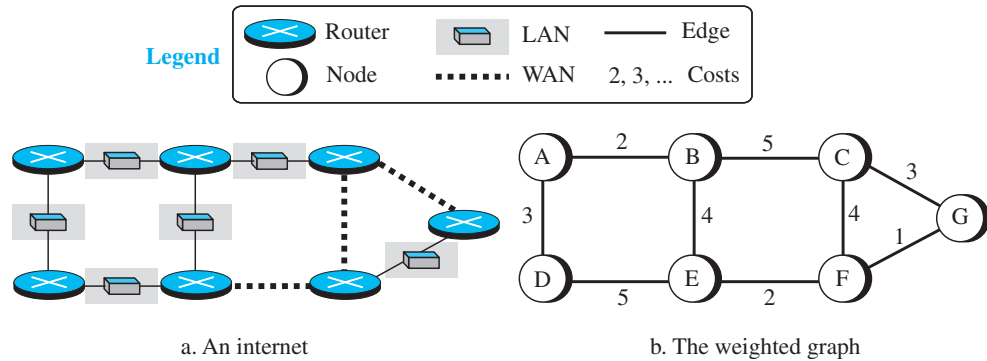 Legend
Router LAN Edge
Node WAN 2, 3, ... Costs
A 2 B 5 C 3
3 4 4 G
1
D 5 E 2 F
a. An internet b. The weighted graph